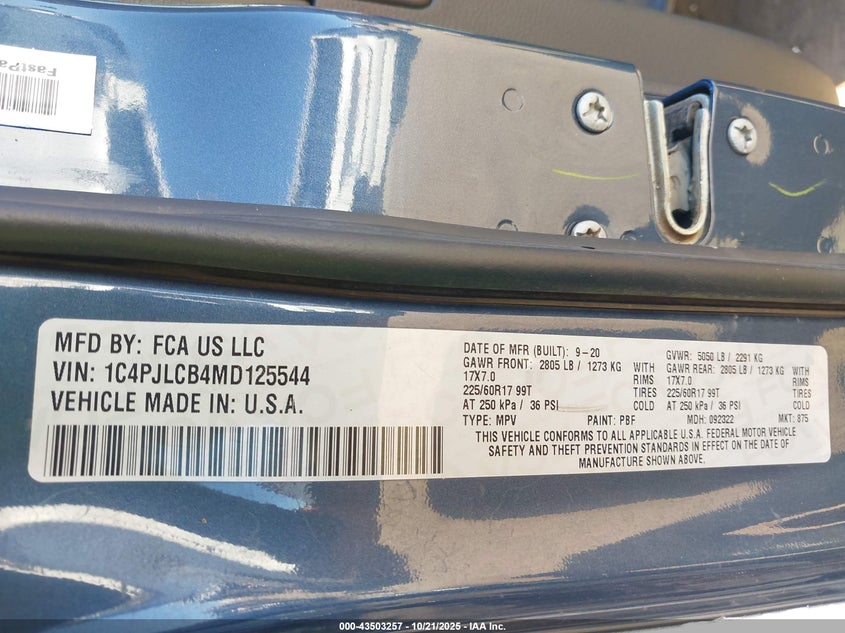 FastPa
MFD BY: FCA US LLC
VIN: 1C4PJLCB4MD125544
VEHICLE MADE IN: U.S.A.
DATE OF MFR (BUILT): 9-20 GVWR: 5050 LB / 2291 KG
GAWR FRONT: 2805 LB / 1273 KG WITH GAWR REAR: 2805 LB / 1273 KG WITH
17X7.0 RIMS 17X7.0 RIMS
225/60R17 99T TIRES 225/60R17 99T TIRES
AT 250 kPa / 36 PSI COLD AT 250 kPa / 36 PSI COLD
TYPE: MPV PAINT: PBF MDH: 092322 MKT: 875
THIS VEHICLE CONFORMS TO ALL APPLICABLE U.S.A. FEDERAL MOTOR VEHICLE
SAFETY AND THEFT PREVENTION STANDARDS IN EFFECT ON THE DATE OF
MANUFACTURE SHOWN ABOVE.
000-43503257 - 10/21/2025 - IAA Inc.